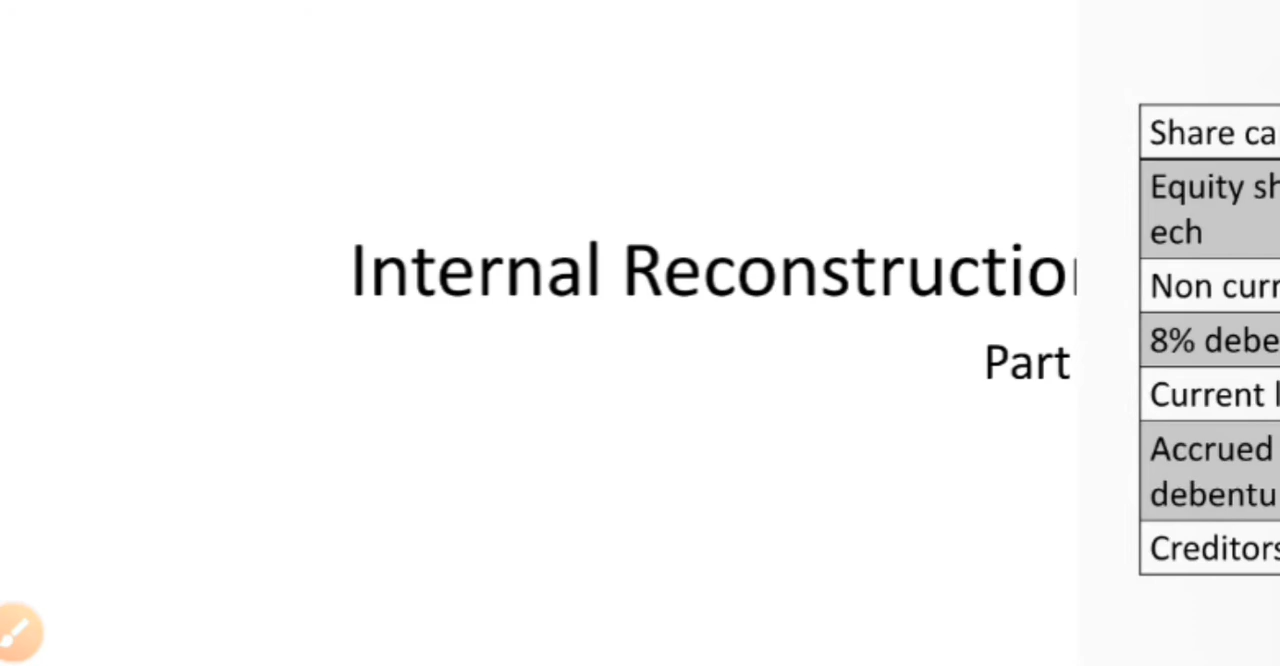 Internal Reconstructio
Part
Share ca
Equity sh
ech
Non curr
8% debe
Current l
Accrued
debentu
Creditors